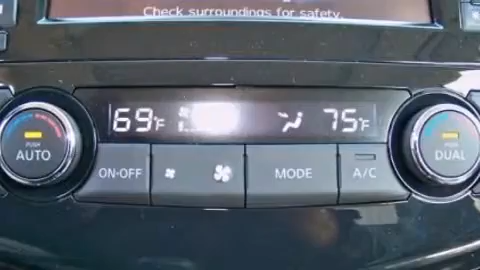 Check surroundings for safety.
69°F 75°F
PUSH
AUTO
ON·OFF
MODE
A/C
PUSH
DUAL